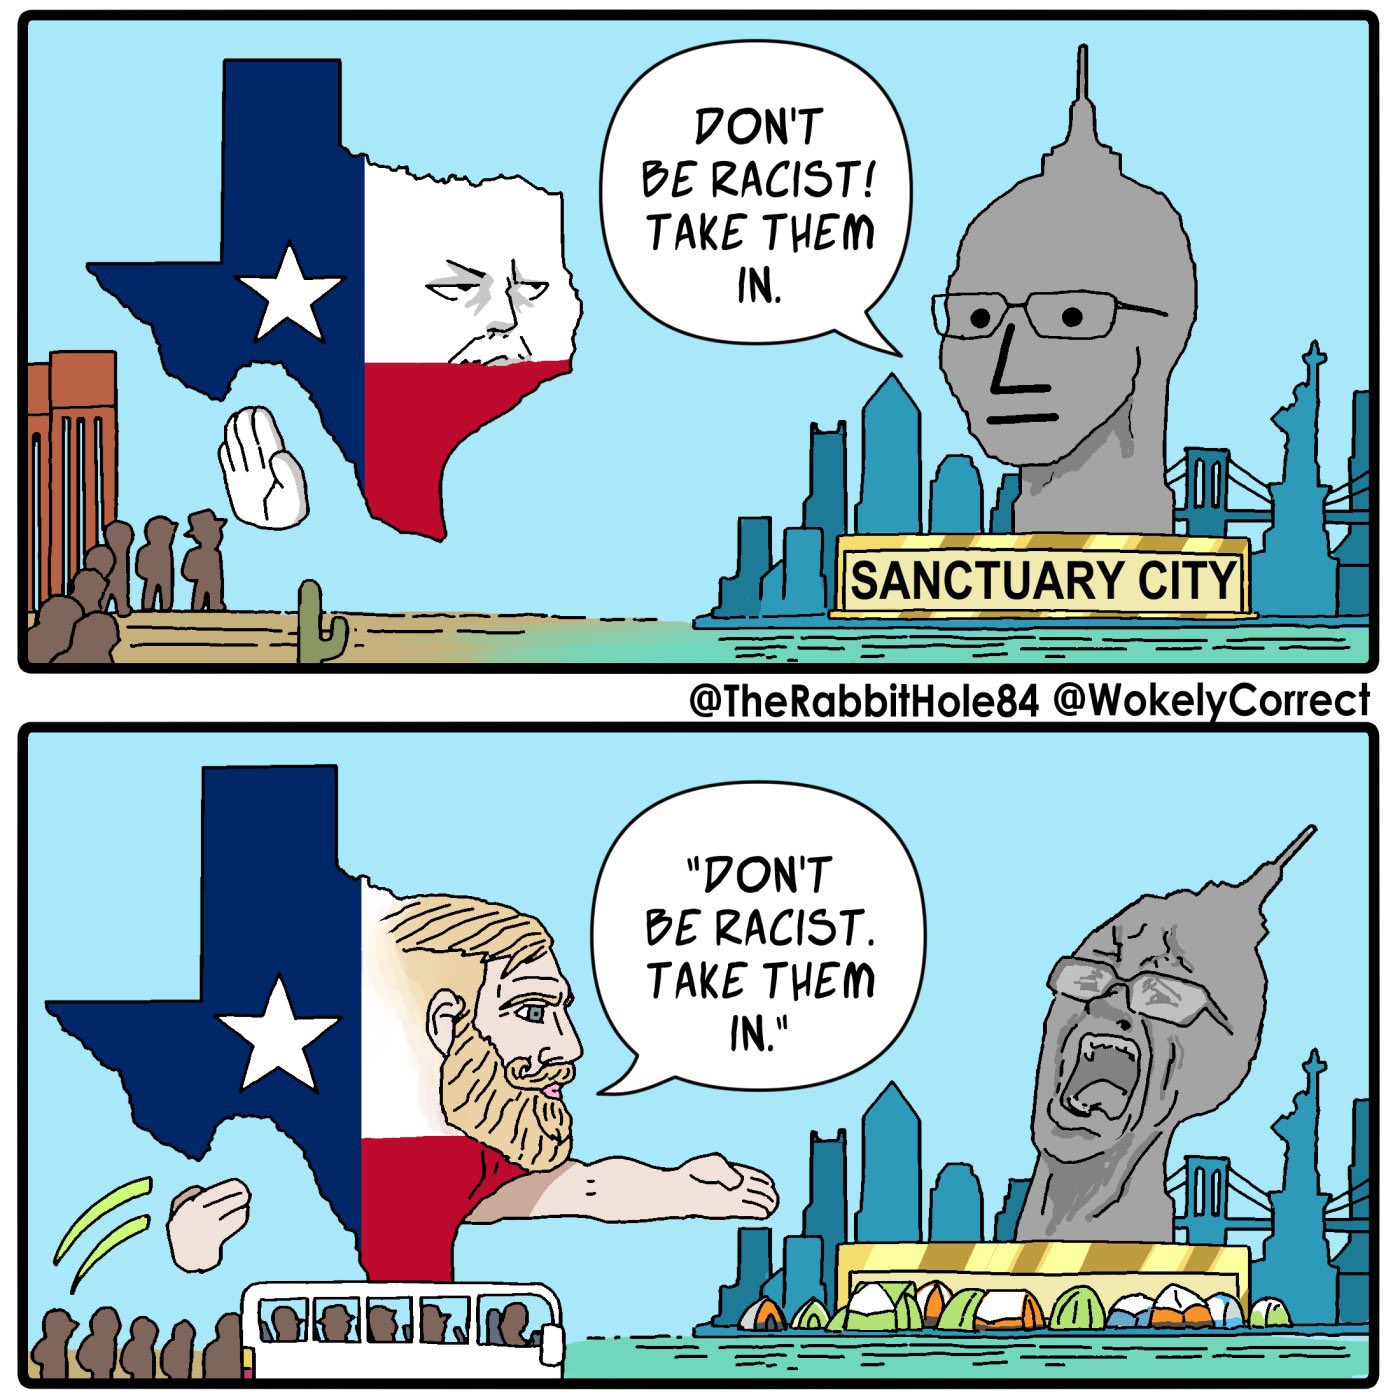 DON'T
BE RACIST!
TAKE THEM
IN.
SANCTUARY CITY
@TheRabbitHole84 @WokelyCorrect
"DON'T
BE RACIST.
TAKE THEM
IN."